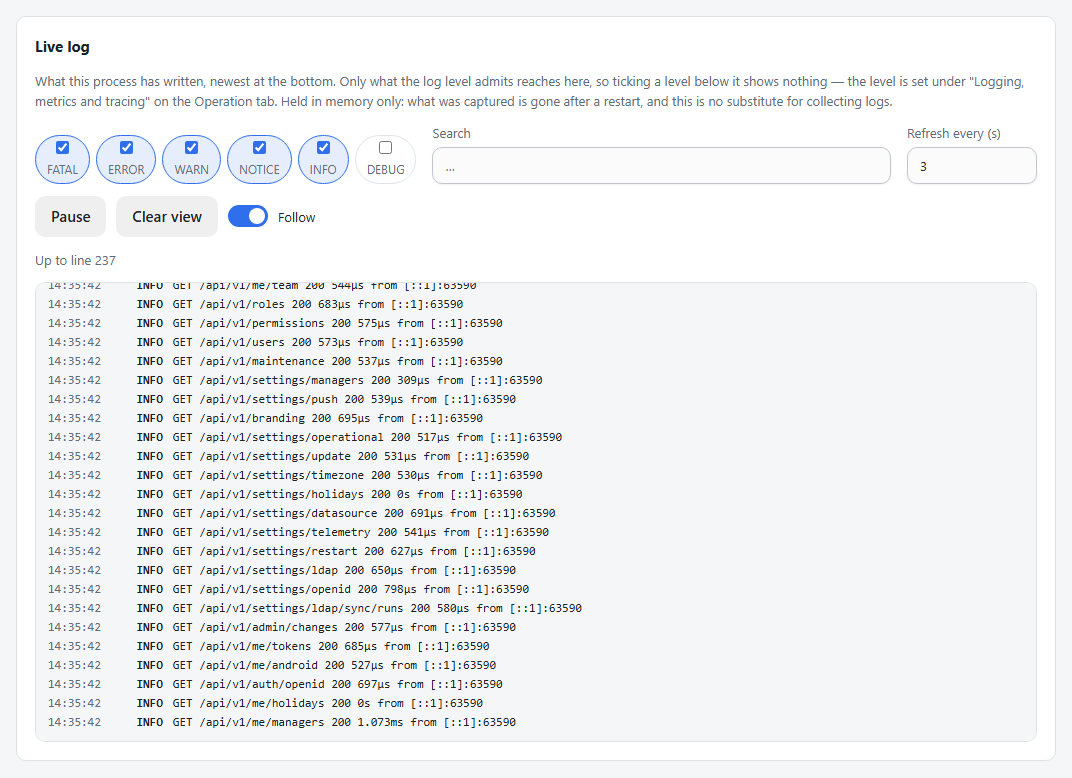 Live log
What this process has written, newest at the bottom. Only what the log level admits reaches here, so ticking a level below it shows nothing — the level is set under "Logging,
metrics and tracing" on the Operation tab. Held in memory only: what was captured is gone after a restart, and this is no substitute for collecting logs.
FATAL ERROR WARN NOTICE INFO DEBUG
Search
...
Refresh every (s)
3
Pause Clear view Follow
Up to line 237
14:35:42 INFO GET /api/v1/me/team 200 544µs from [::1]:63590
14:35:42 INFO GET /api/v1/roles 200 683µs from [::1]:63590
14:35:42 INFO GET /api/v1/permissions 200 575µs from [::1]:63590
14:35:42 INFO GET /api/v1/users 200 573µs from [::1]:63590
14:35:42 INFO GET /api/v1/maintenance 200 537µs from [::1]:63590
14:35:42 INFO GET /api/v1/settings/managers 200 309µs from [::1]:63590
14:35:42 INFO GET /api/v1/settings/push 200 539µs from [::1]:63590
14:35:42 INFO GET /api/v1/branding 200 695µs from [::1]:63590
14:35:42 INFO GET /api/v1/settings/operational 200 517µs from [::1]:63590
14:35:42 INFO GET /api/v1/settings/update 200 531µs from [::1]:63590
14:35:42 INFO GET /api/v1/settings/timezone 200 530µs from [::1]:63590
14:35:42 INFO GET /api/v1/settings/holidays 200 0s from [::1]:63590
14:35:42 INFO GET /api/v1/settings/datasource 200 691µs from [::1]:63590
14:35:42 INFO GET /api/v1/settings/telemetry 200 541µs from [::1]:63590
14:35:42 INFO GET /api/v1/settings/restart 200 627µs from [::1]:63590
14:35:42 INFO GET /api/v1/settings/ldap 200 650µs from [::1]:63590
14:35:42 INFO GET /api/v1/settings/openid 200 798µs from [::1]:63590
14:35:42 INFO GET /api/v1/settings/ldap/sync/runs 200 580µs from [::1]:63590
14:35:42 INFO GET /api/v1/admin/changes 200 577µs from [::1]:63590
14:35:42 INFO GET /api/v1/me/tokens 200 685µs from [::1]:63590
14:35:42 INFO GET /api/v1/me/android 200 527µs from [::1]:63590
14:35:42 INFO GET /api/v1/auth/openid 200 697µs from [::1]:63590
14:35:42 INFO GET /api/v1/me/holidays 200 0s from [::1]:63590
14:35:42 INFO GET /api/v1/me/managers 200 1.073ms from [::1]:63590